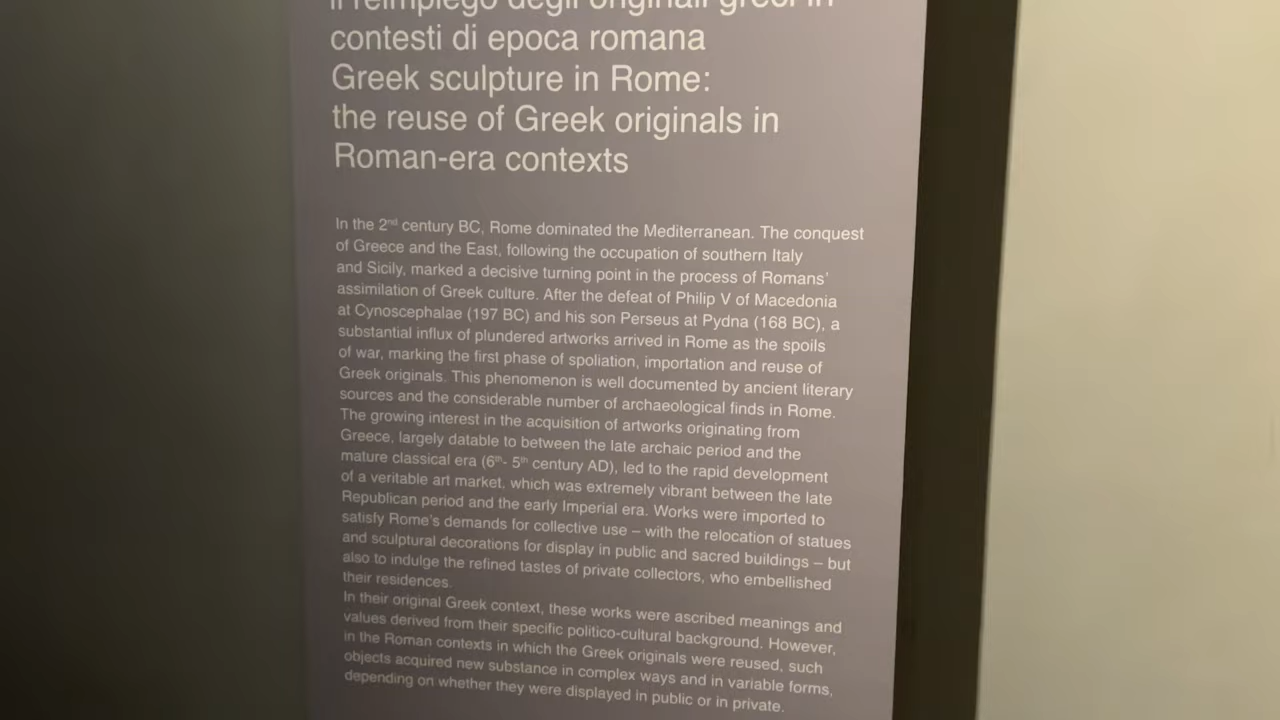 il reimpiego degli originali greci in
contesti di epoca romana
Greek sculpture in Rome:
the reuse of Greek originals in
Roman-era contexts
In the 2nd century BC, Rome dominated the Mediterranean. The conquest
of Greece and the East, following the occupation of southern Italy
and Sicily, marked a decisive turning point in the process of Romans'
assimilation of Greek culture. After the defeat of Philip V of Macedonia
at Cynoscephalae (197 BC) and his son Perseus at Pydna (168 BC), a
substantial influx of plundered artworks arrived in Rome as the spoils
of war, marking the first phase of spoliation, importation and reuse of
Greek originals. This phenomenon is well documented by ancient literary
sources and the considerable number of archaeological finds in Rome.
The growing interest in the acquisition of artworks originating from
Greece, largely datable to between the late archaic period and the
mature classical era (6th- 5th century AD), led to the rapid development
of a veritable art market, which was extremely vibrant between the late
Republican period and the early Imperial era. Works were imported to
satisfy Rome's demands for collective use – with the relocation of statues
and sculptural decorations for display in public and sacred buildings – but
also to indulge the refined tastes of private collectors, who embellished
their residences.
In their original Greek context, these works were ascribed meanings and
values derived from their specific politico-cultural background. However,
in the Roman contexts in which the Greek originals were reused, such
objects acquired new substance in complex ways and in variable forms,
depending on whether they were displayed in public or in private.